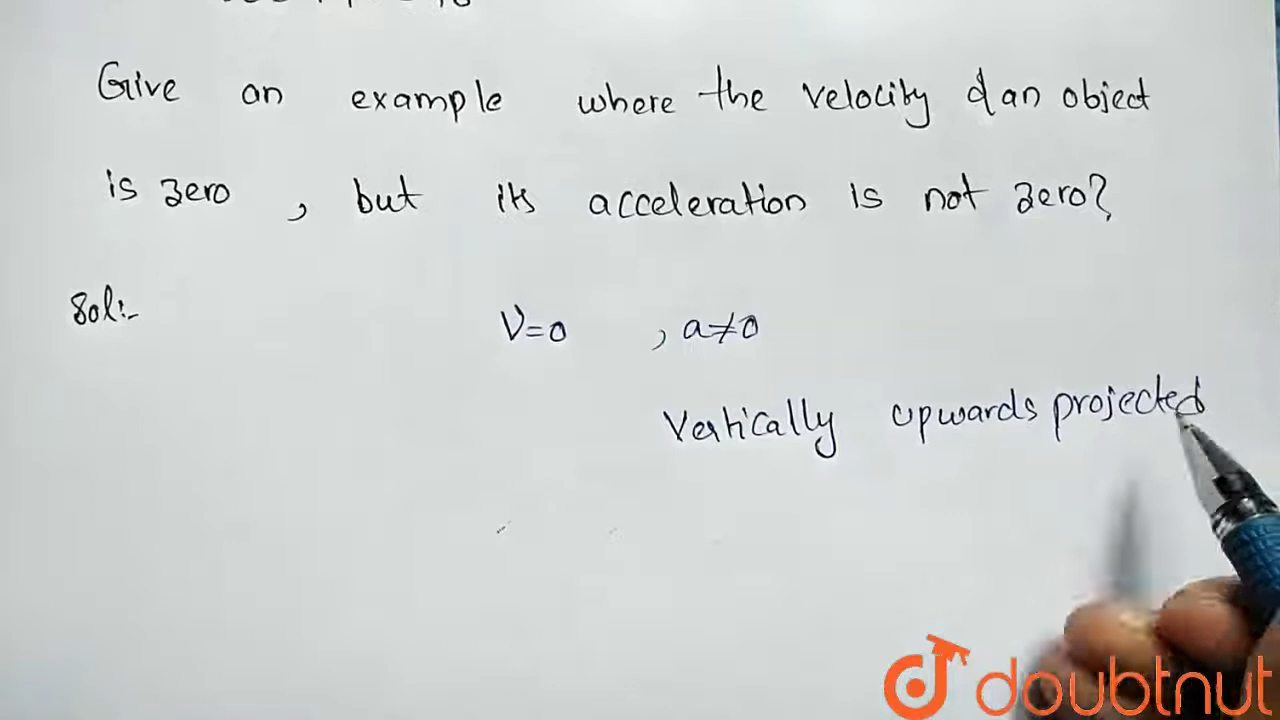 Give an example where the velocity of an object
is zero, but its acceleration is not zero?
Sol:-
V=0 , a≠0
Vertically upwards projected
doubtnut